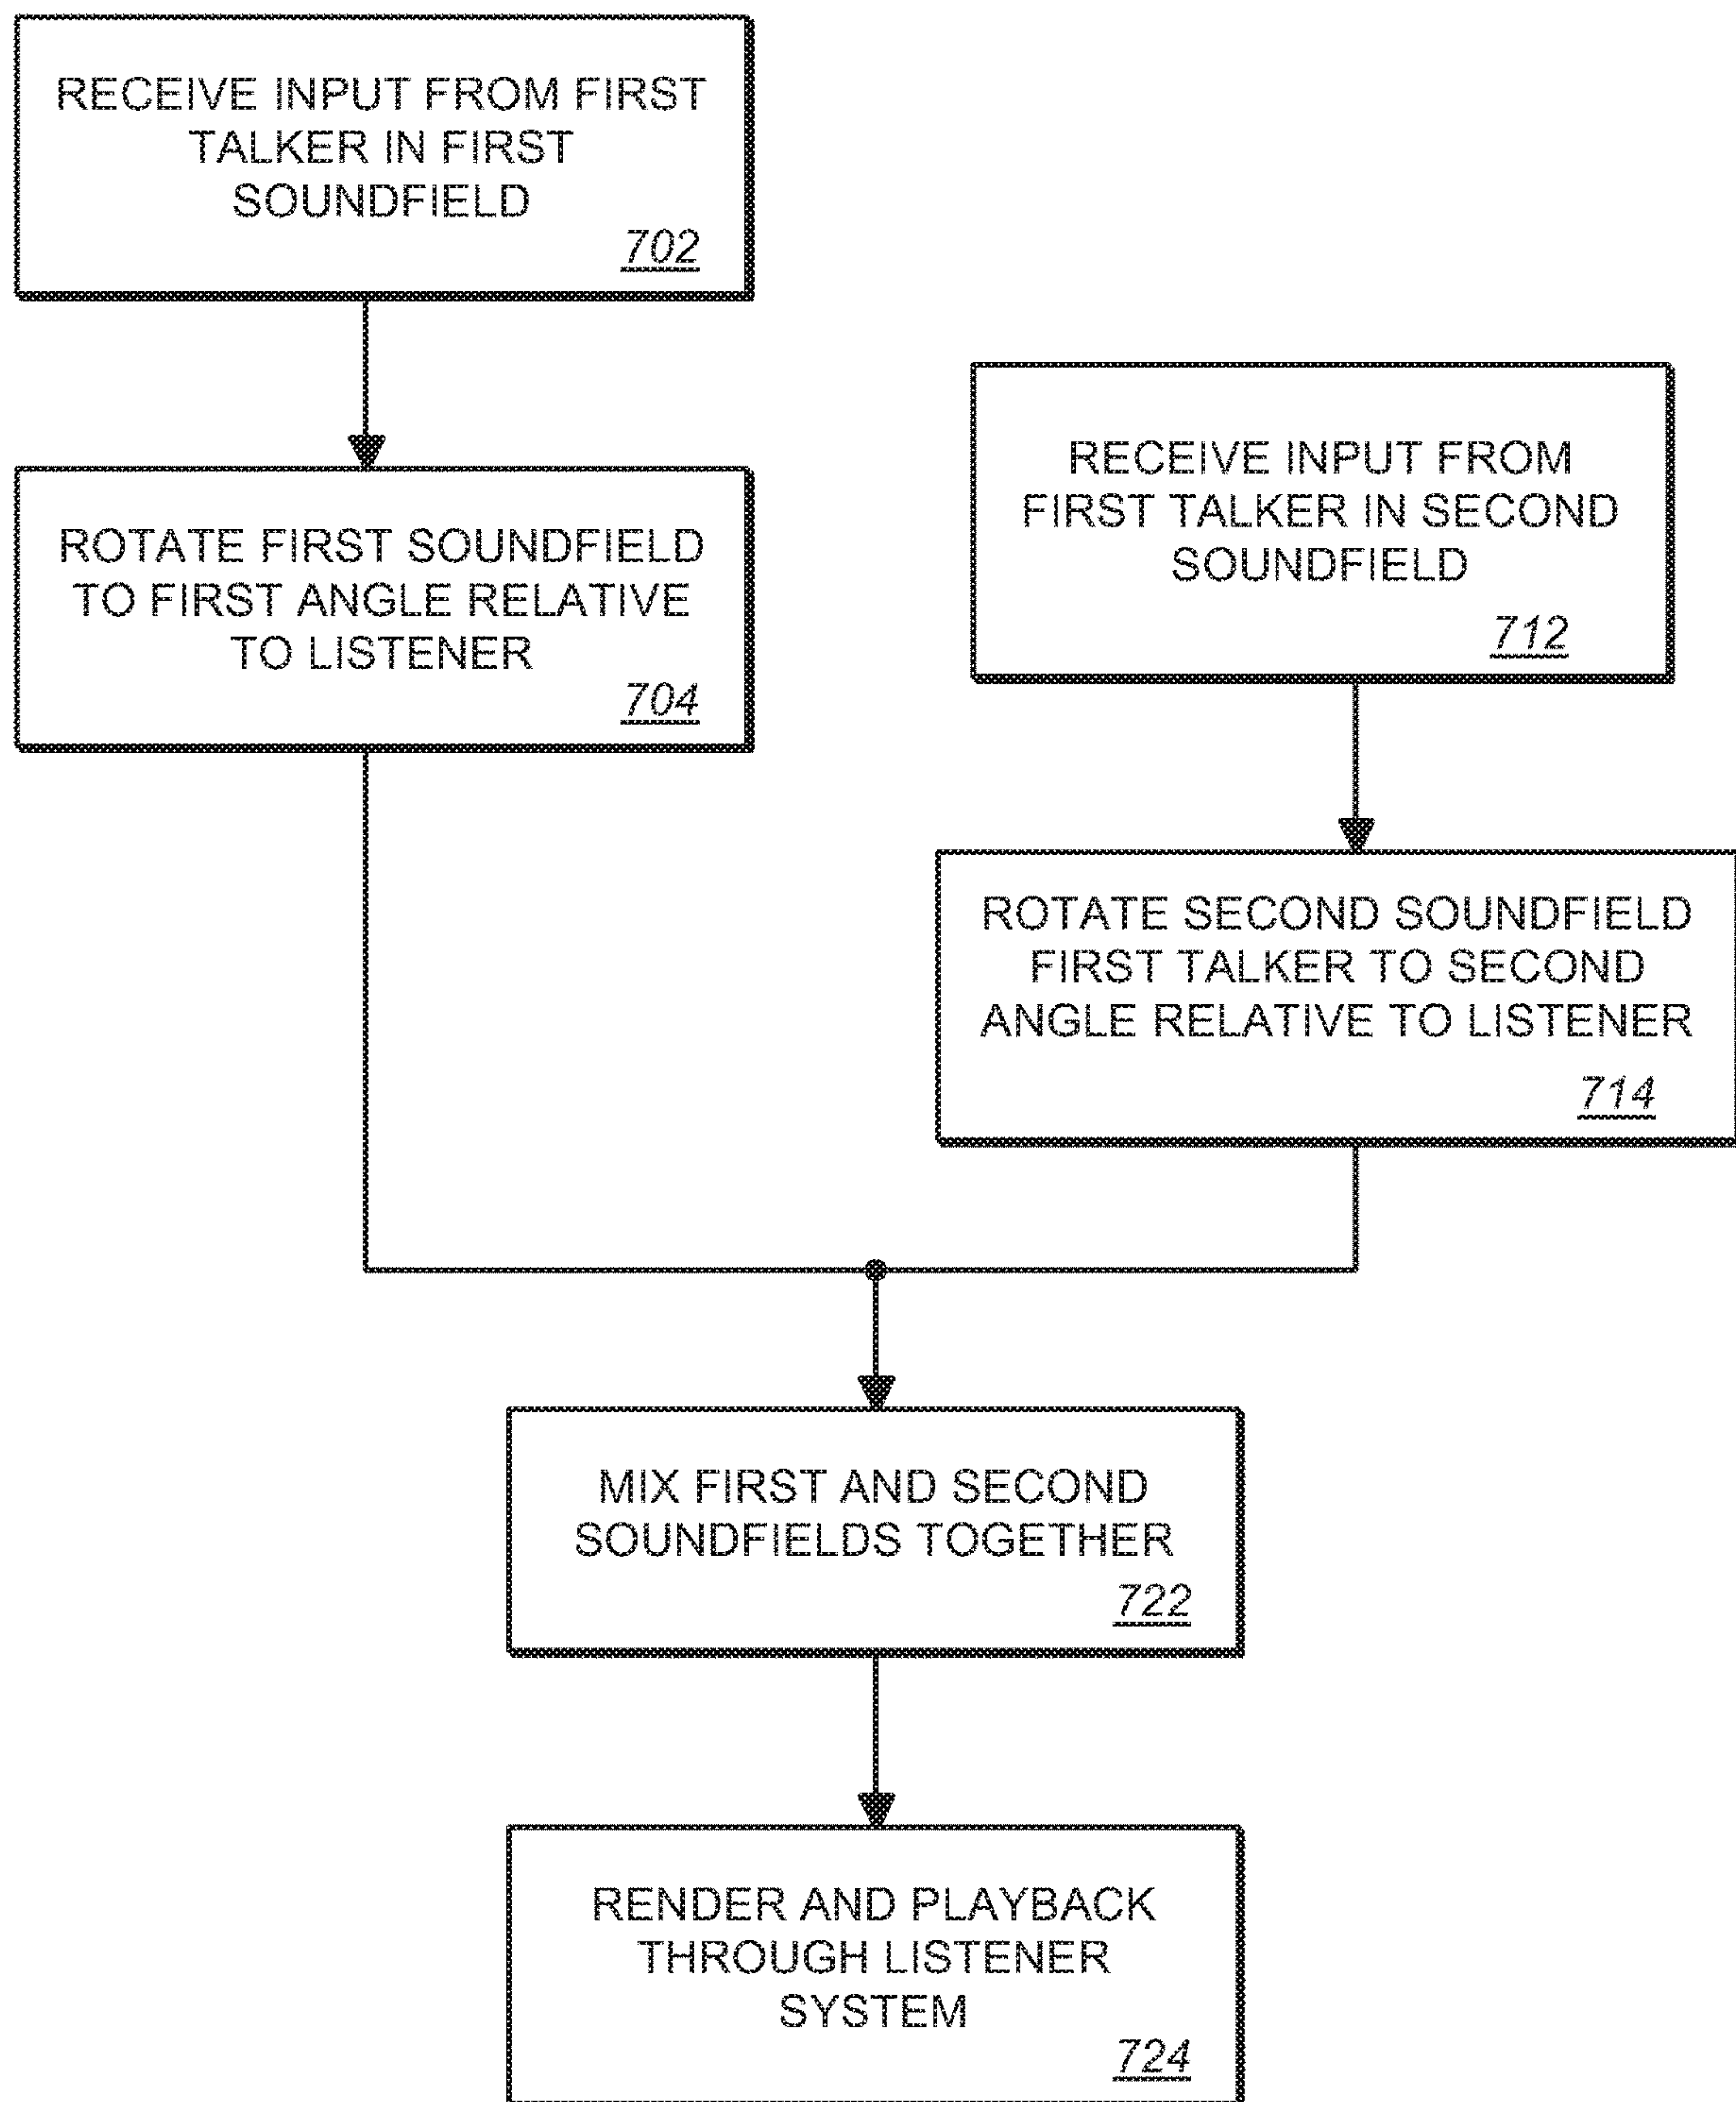 RECEIVE INPUT FROM FIRST
TALKER IN FIRST
SOUNDFIELD
702
ROTATE FIRST SOUNDFIELD
TO FIRST ANGLE RELATIVE
TO LISTENER
704
RECEIVE INPUT FROM
FIRST TALKER IN SECOND
SOUNDFIELD
712
ROTATE SECOND SOUNDFIELD
FIRST TALKER TO SECOND
ANGLE RELATIVE TO LISTENER
714
MIX FIRST AND SECOND
SOUNDFIELDS TOGETHER
722
RENDER AND PLAYBACK
THROUGH LISTENER
SYSTEM
724